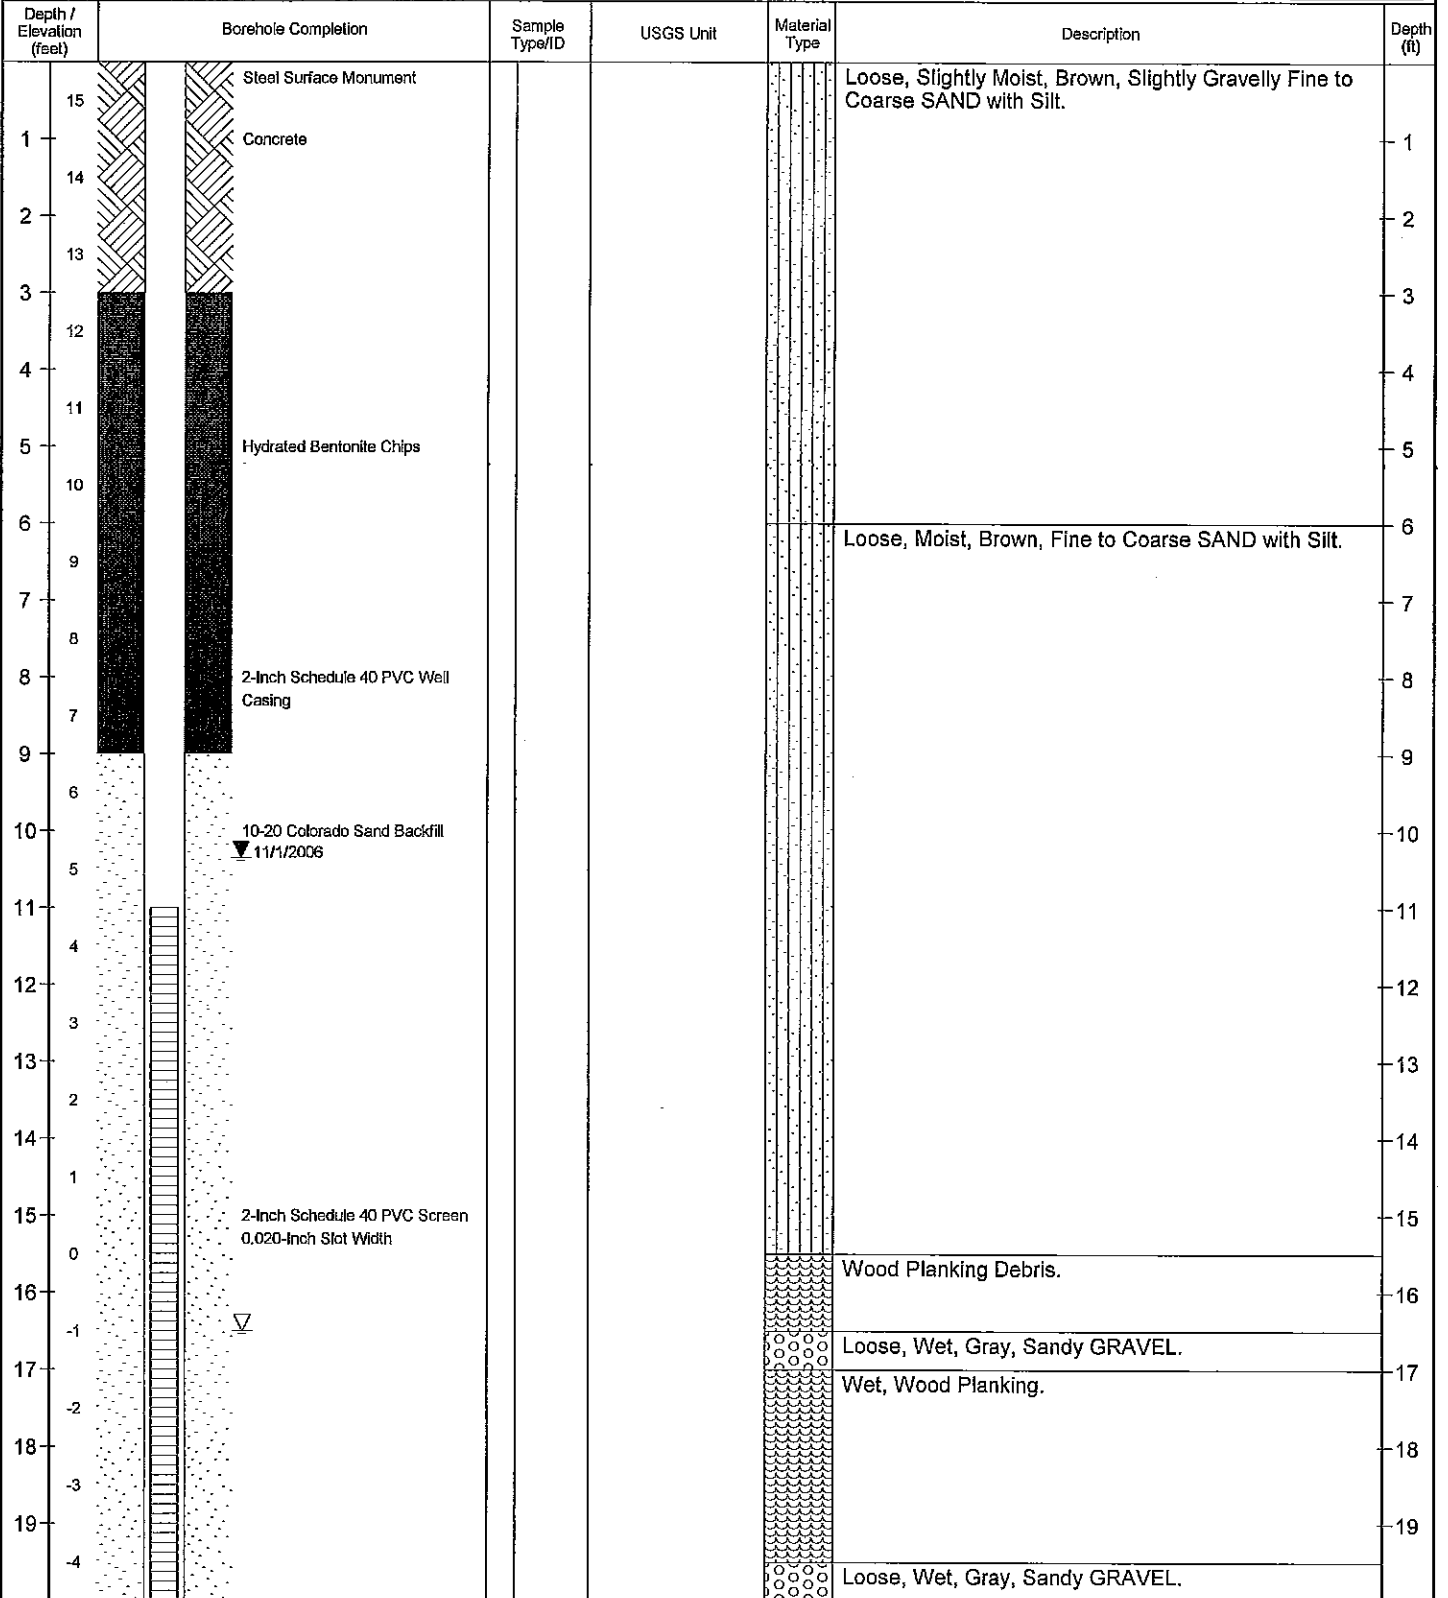 Depth /
Elevation
(feet)
Borehole Completion
Sample
Type/ID
USGS Unit
Material
Type
Description
Depth
(ft)
Steel Surface Monument
Loose, Slightly Moist, Brown, Slightly Gravelly Fine to
Coarse SAND with Silt.
15
1
Concrete
1
14
2
2
13
3
3
12
4
4
11
5
Hydrated Bentonite Chips
5
10
6
6
Loose, Moist, Brown, Fine to Coarse SAND with Silt.
9
7
7
8
8
2-Inch Schedule 40 PVC Well
Casing
8
7
9
9
6
10
10-20 Colorado Sand Backfill
10
11/1/2006
5
11
11
4
12
12
3
13
13
2
14
14
1
15
2-Inch Schedule 40 PVC Screen
0.020-Inch Slot Width
15
0
Wood Planking Debris.
16
16
-1
Loose, Wet, Gray, Sandy GRAVEL.
17
17
Wet, Wood Planking.
-2
18
18
-3
19
19
-4
Loose, Wet, Gray, Sandy GRAVEL.